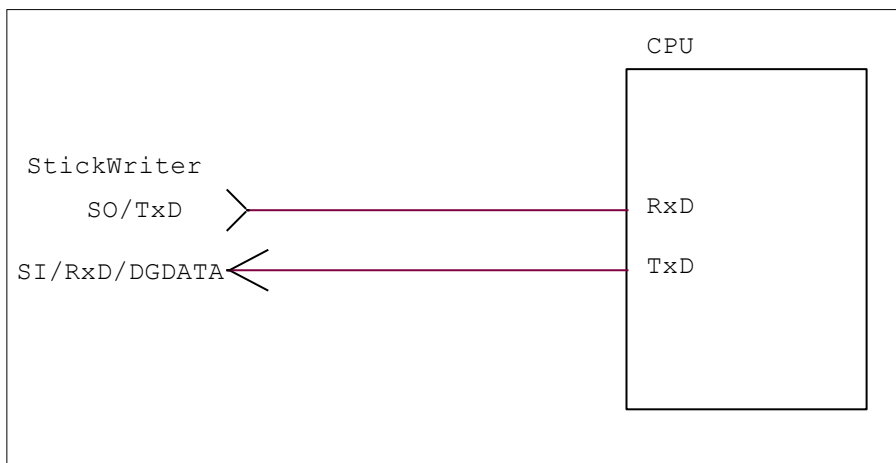 CPU
StickWriter
SO/TxD
RxD
SI/RxD/DGDATA
TxD